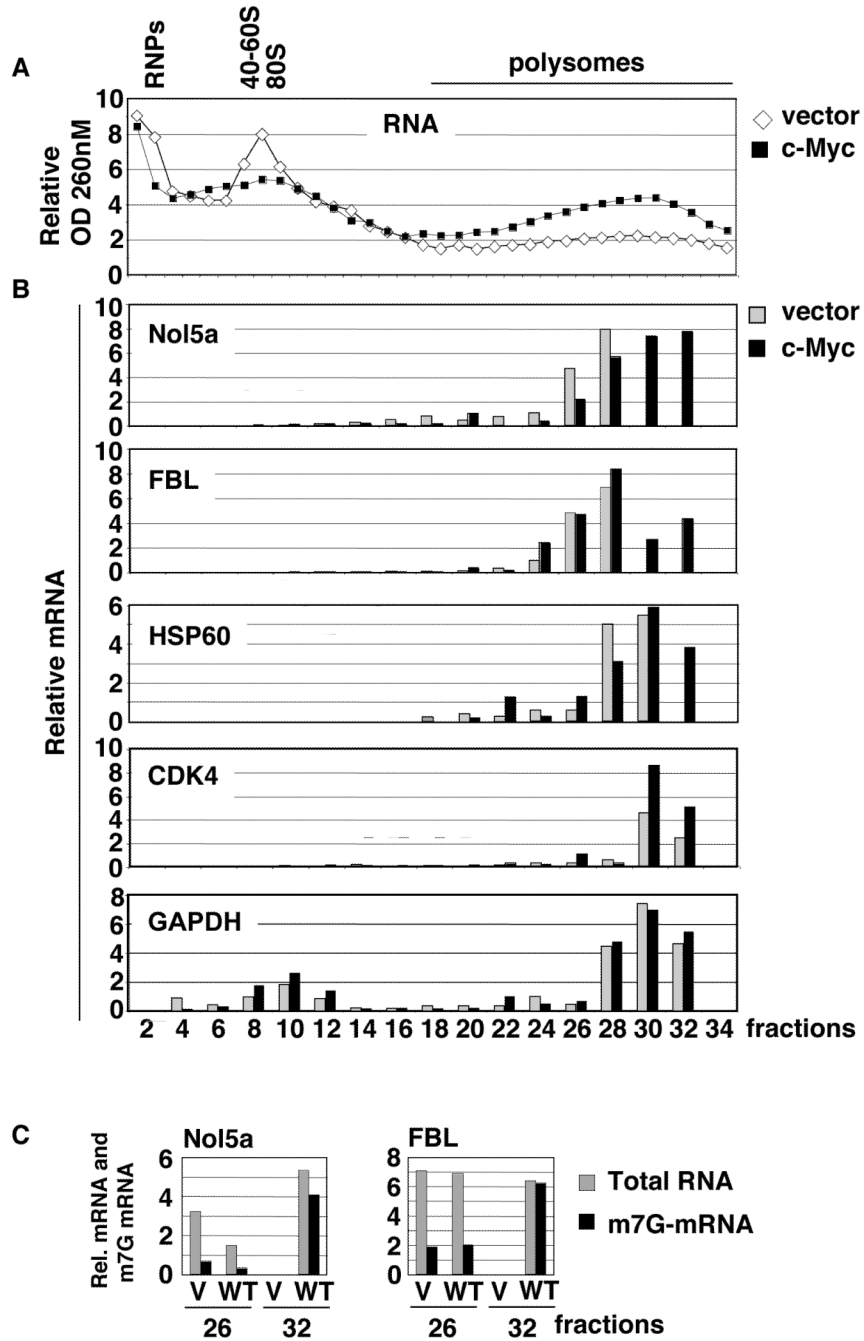 A
RNPs
40-60S
80S
polysomes
10
8
6
4
2
0
Relative
OD 260nM
RNA
vector
c-Myc
B
Relative mRNA
10
8
6
4
2
0
Nol5a
vector
c-Myc
10
8
6
4
2
0
FBL
6
4
2
0
HSP60
10
8
6
4
2
0
CDK4
8
6
4
2
0
GAPDH
2 4 6 8 10 12 14 16 18 20 22 24 26 28 30 32 34 fractions
C
Rel. mRNA and
m7G mRNA
Nol5a
6
4
2
0
V WT V WT
26 32
FBL
8
7
6
5
4
3
2
1
0
V WT V WT
26 32 fractions
Total RNA
m7G-mRNA